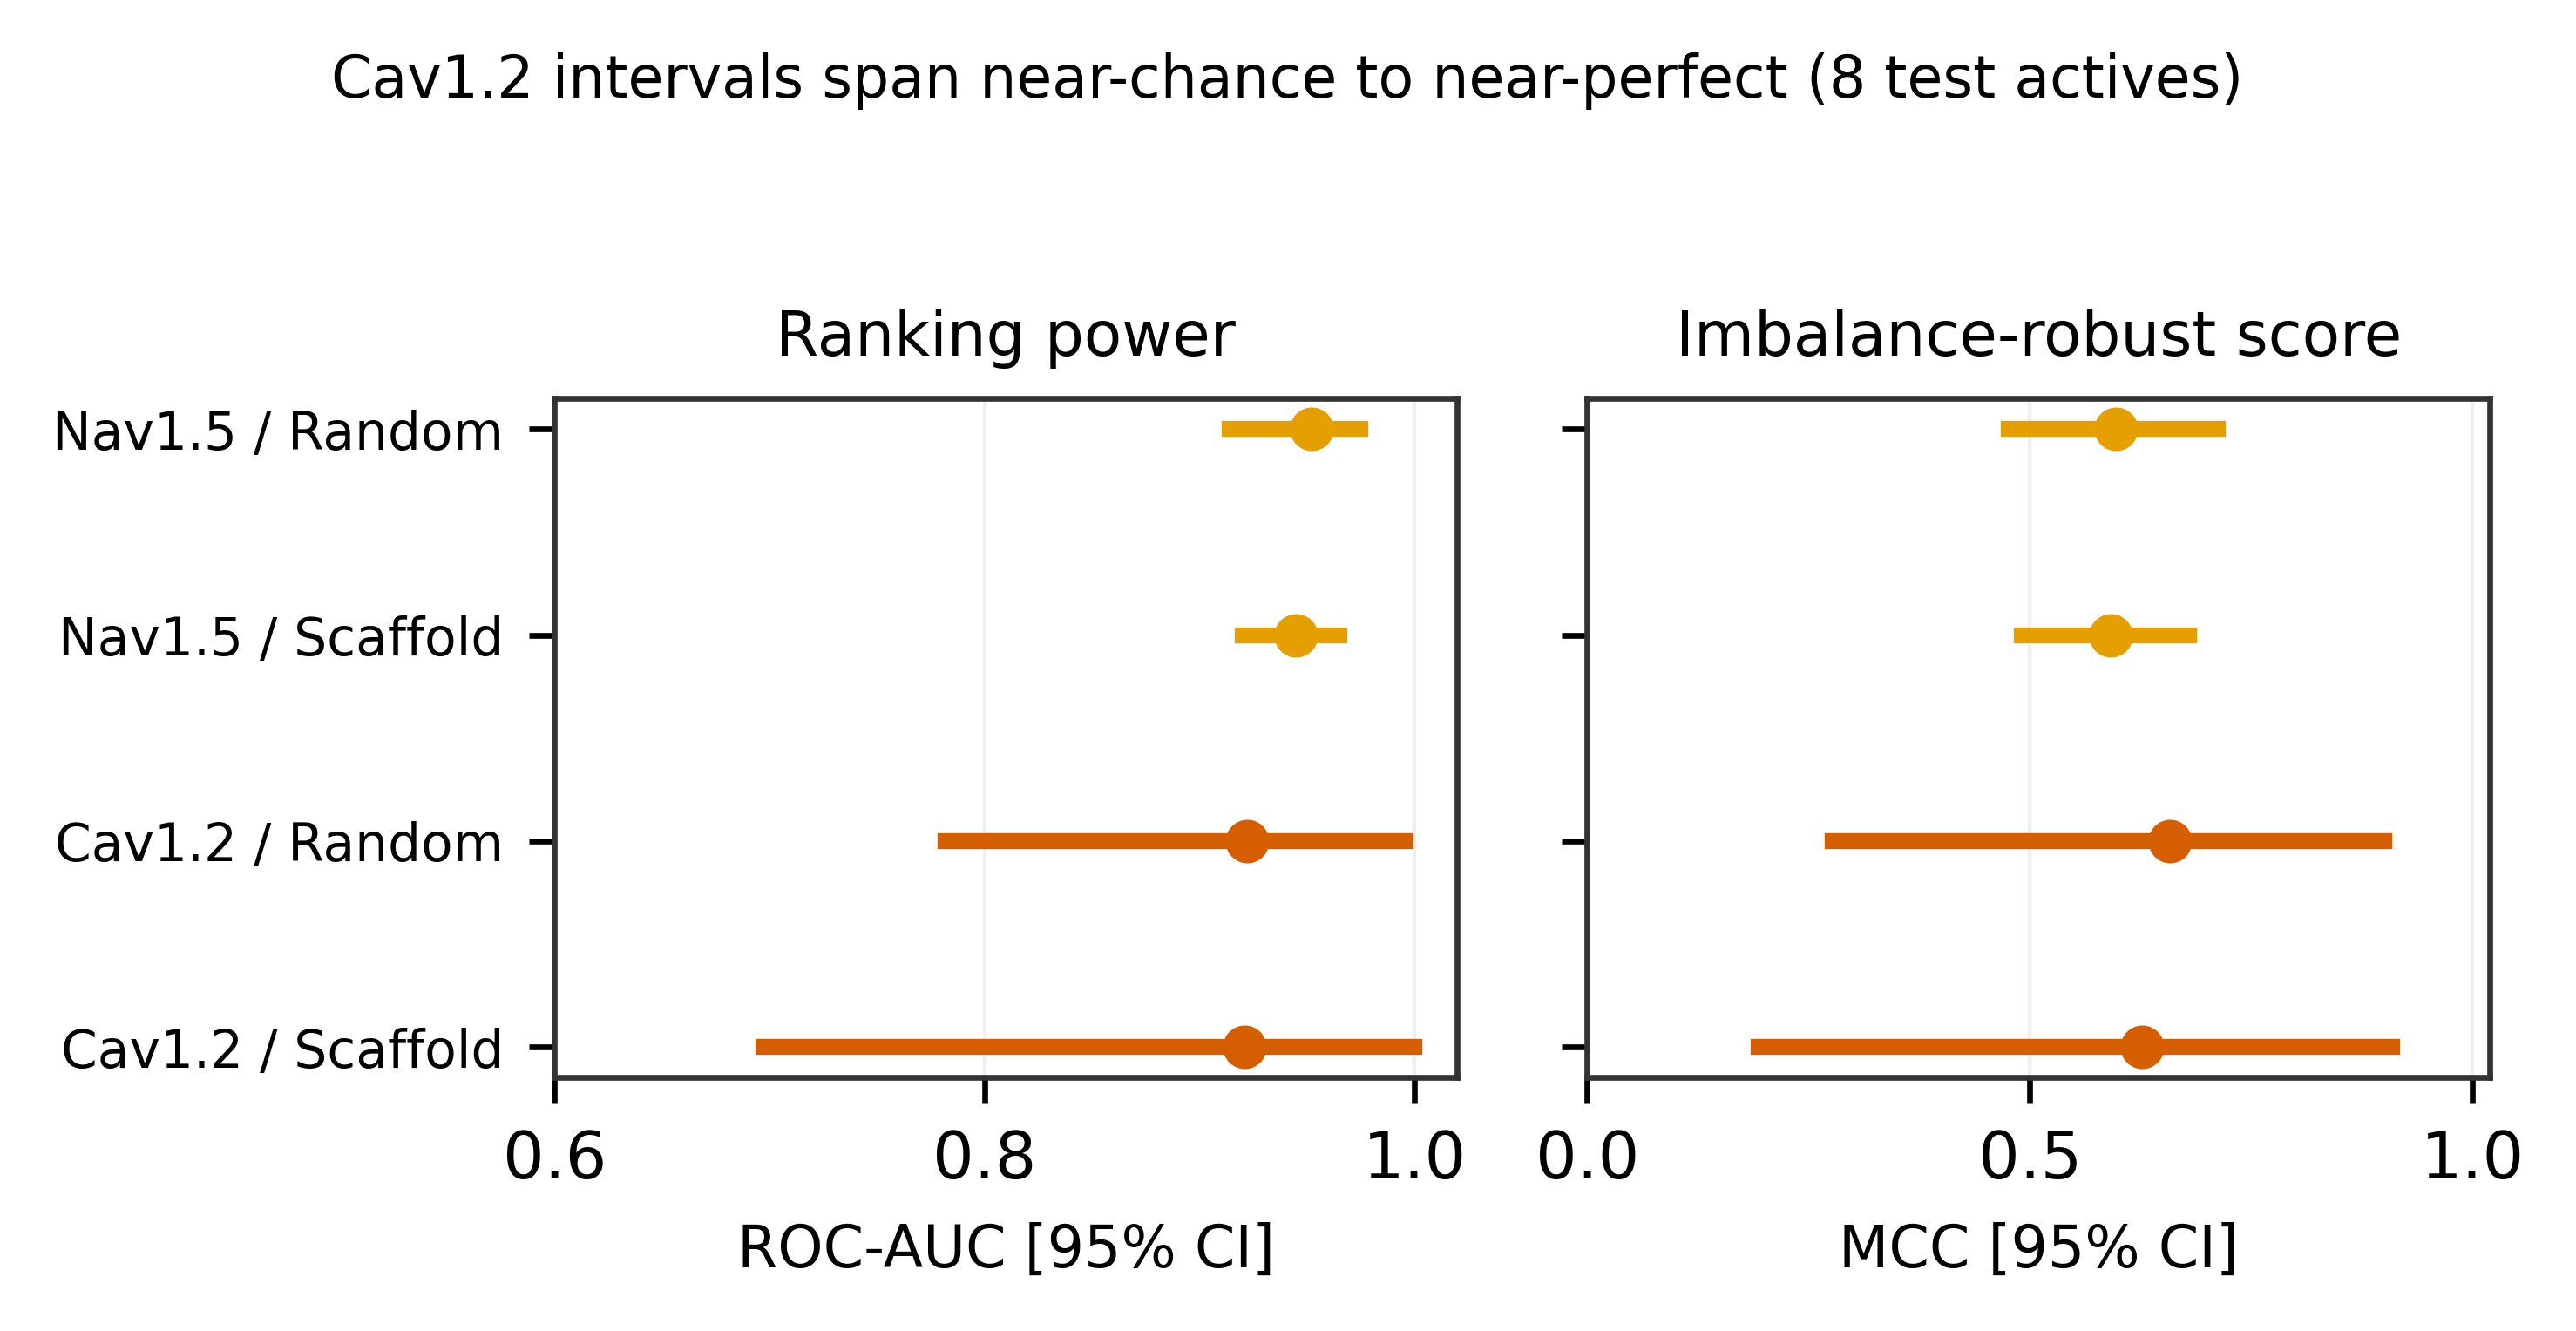 Cav1.2 intervals span near-chance to near-perfect (8 test actives)
Ranking power
Imbalance-robust score
Nav1.5 / Random
Nav1.5 / Scaffold
Cav1.2 / Random
Cav1.2 / Scaffold
0.6 0.8 1.0
0.0 0.5 1.0
ROC-AUC [95% CI]
MCC [95% CI]